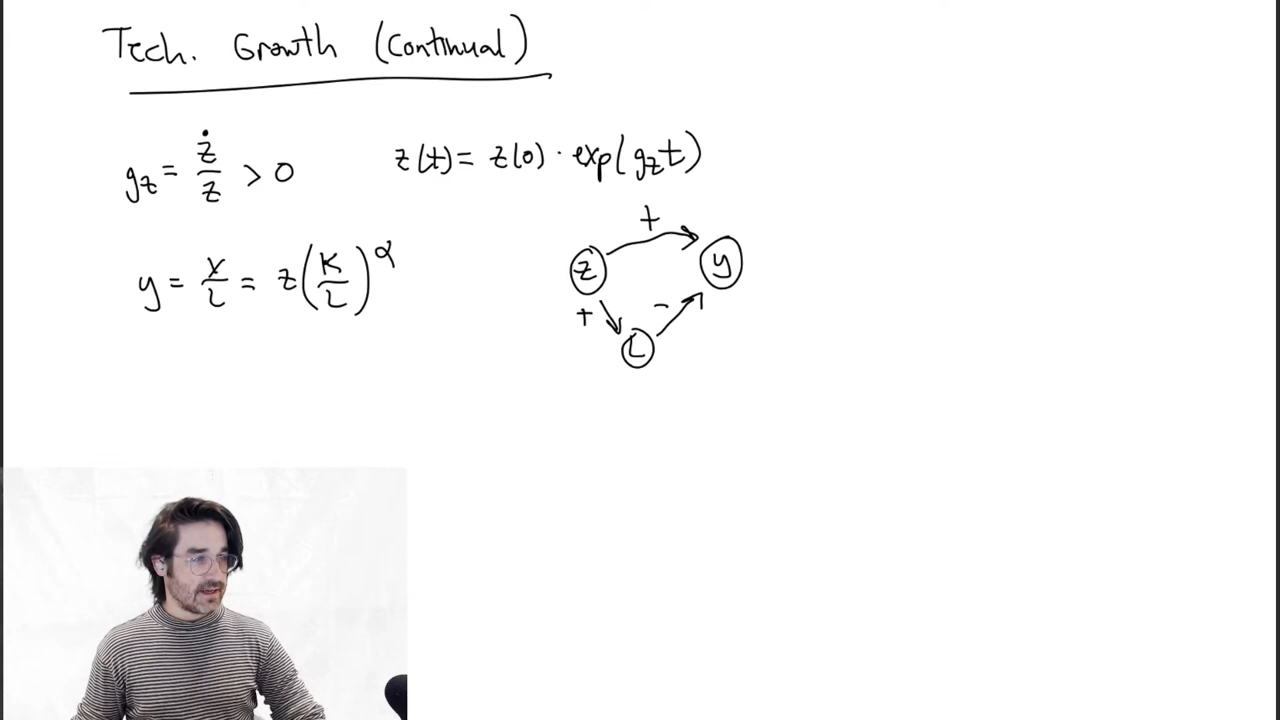 Tech. Growth (Continual)
g_z = ż/z > 0 z(t) = z(0) · exp(g_z t)
y = Y/L = z(K/L)^α
+
z y
+ -
L